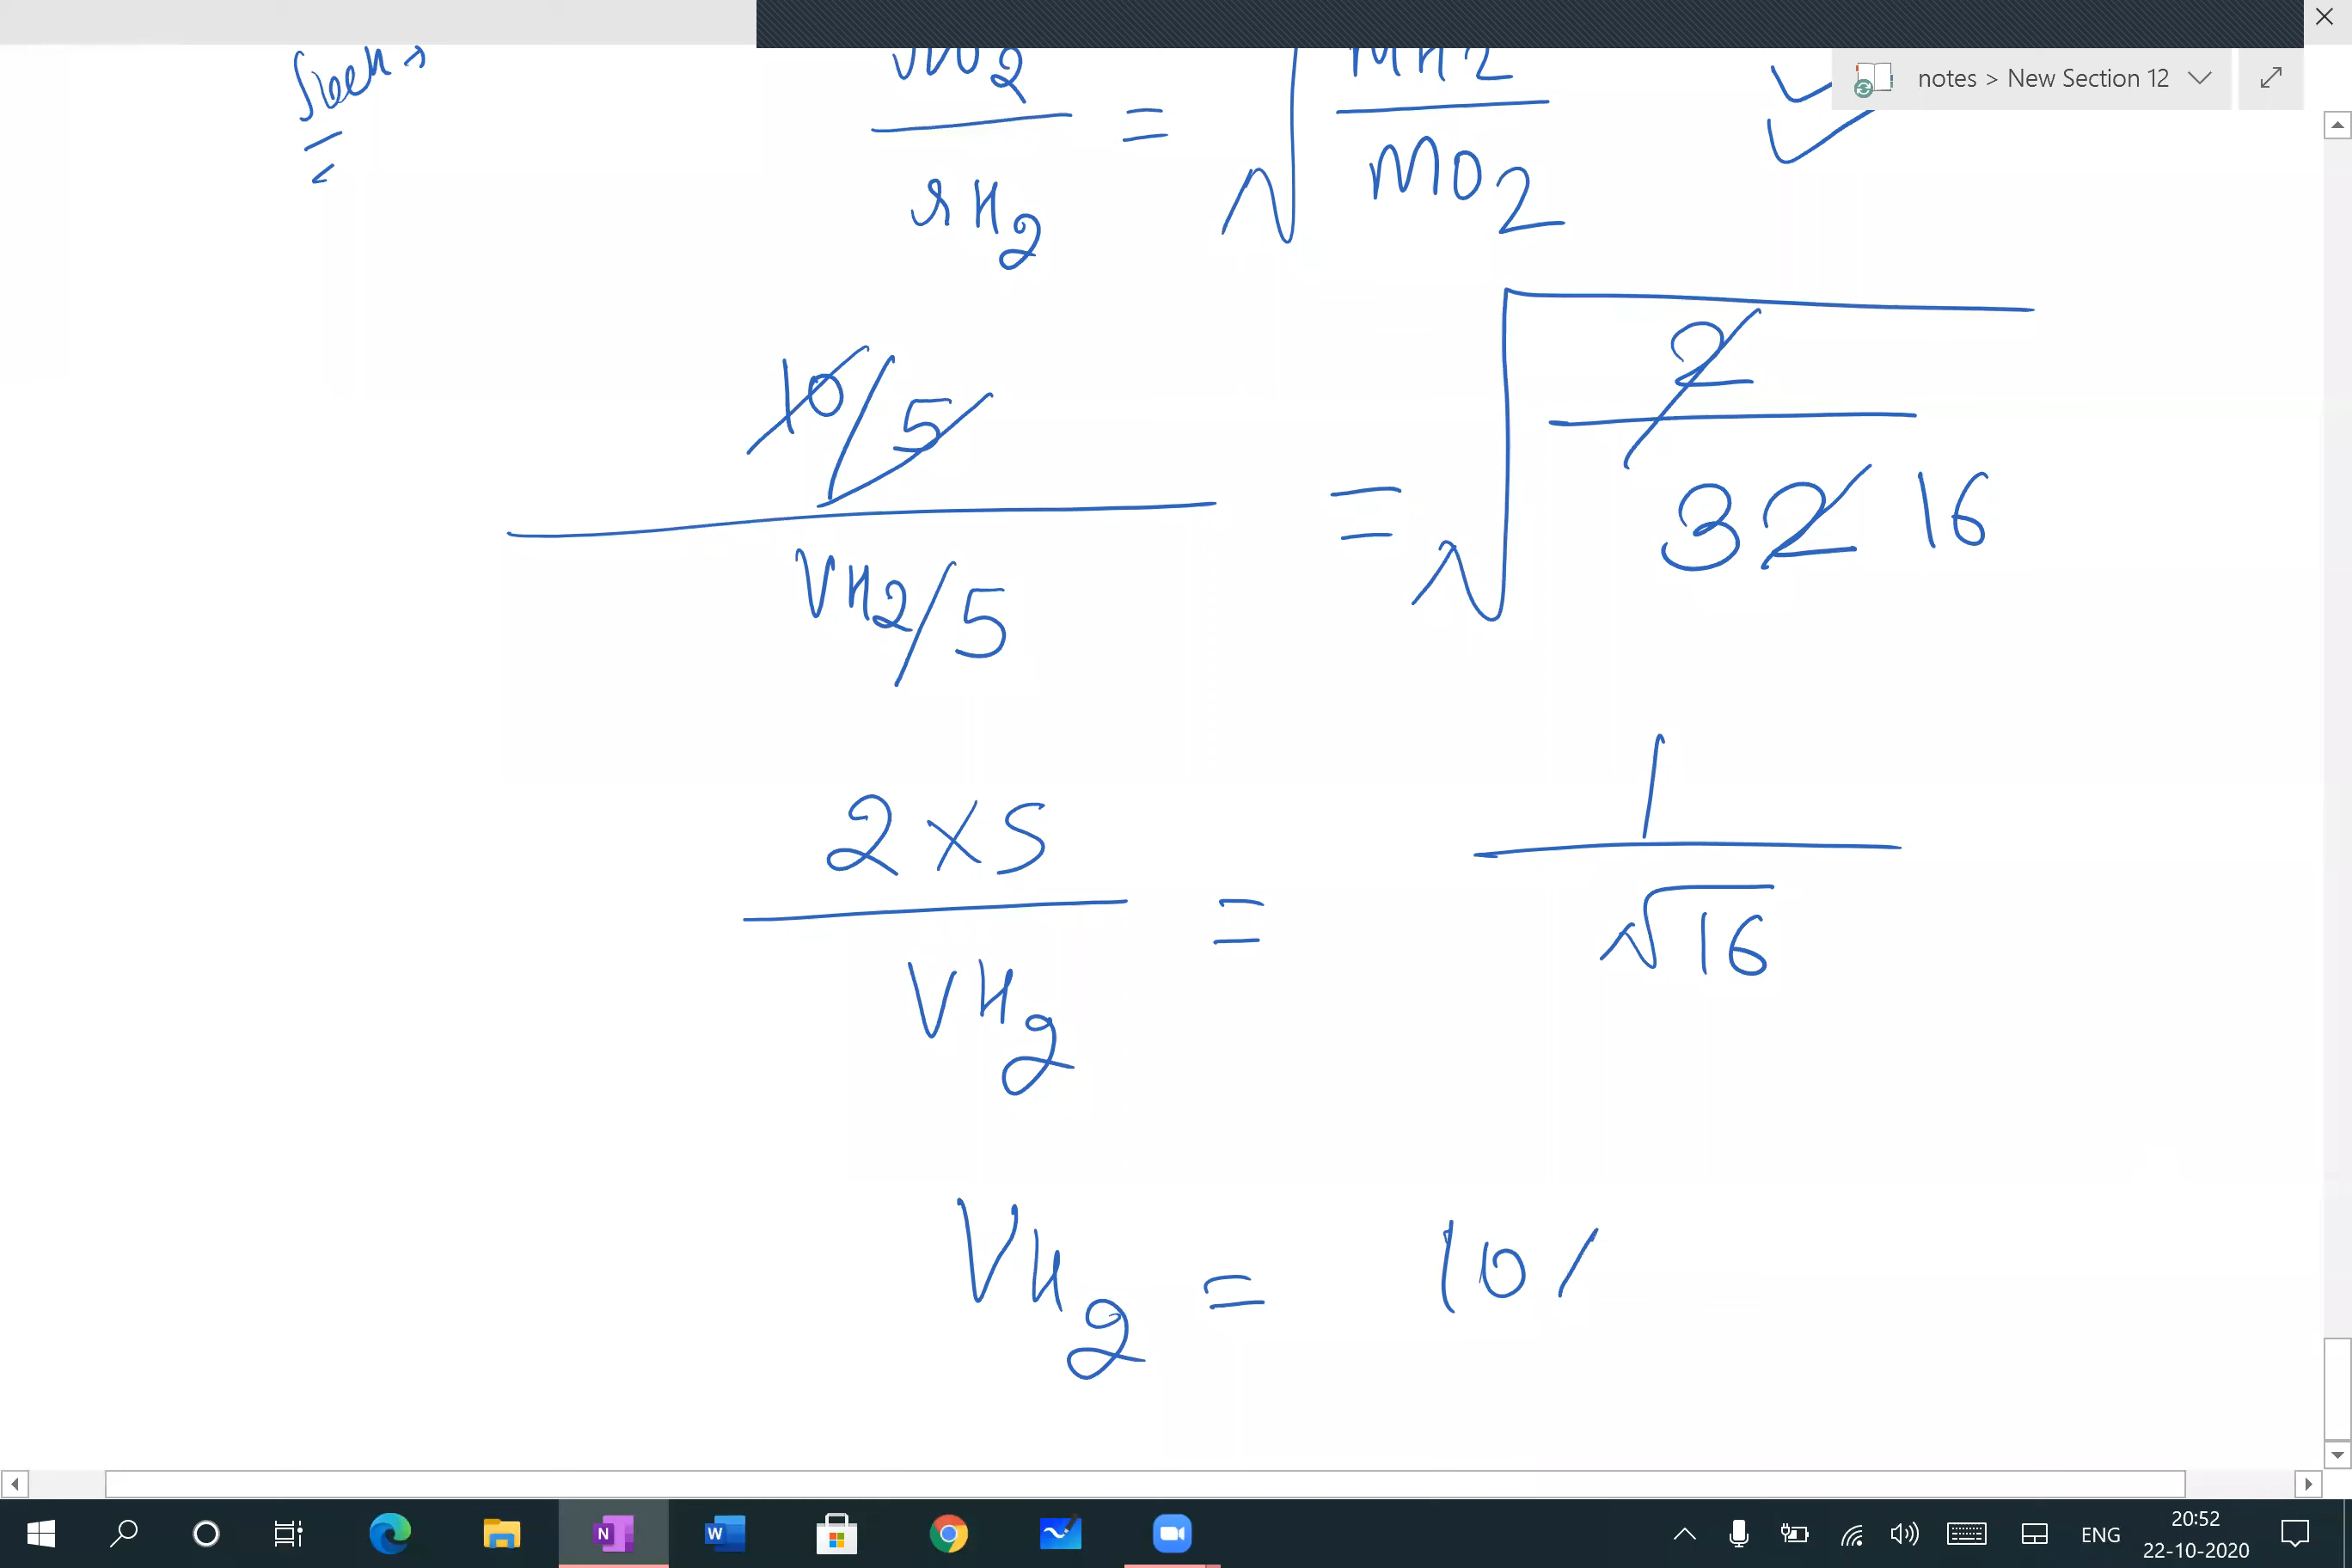 notes > New Section 12
rO2 / rH2 = √ MH2 / MO2
10/5 / VH2/5 = √ 2 / 32 16
2 × 5 / VH2 = 1 / √16
VH2 = 10
ENG
20:52
22-10-2020